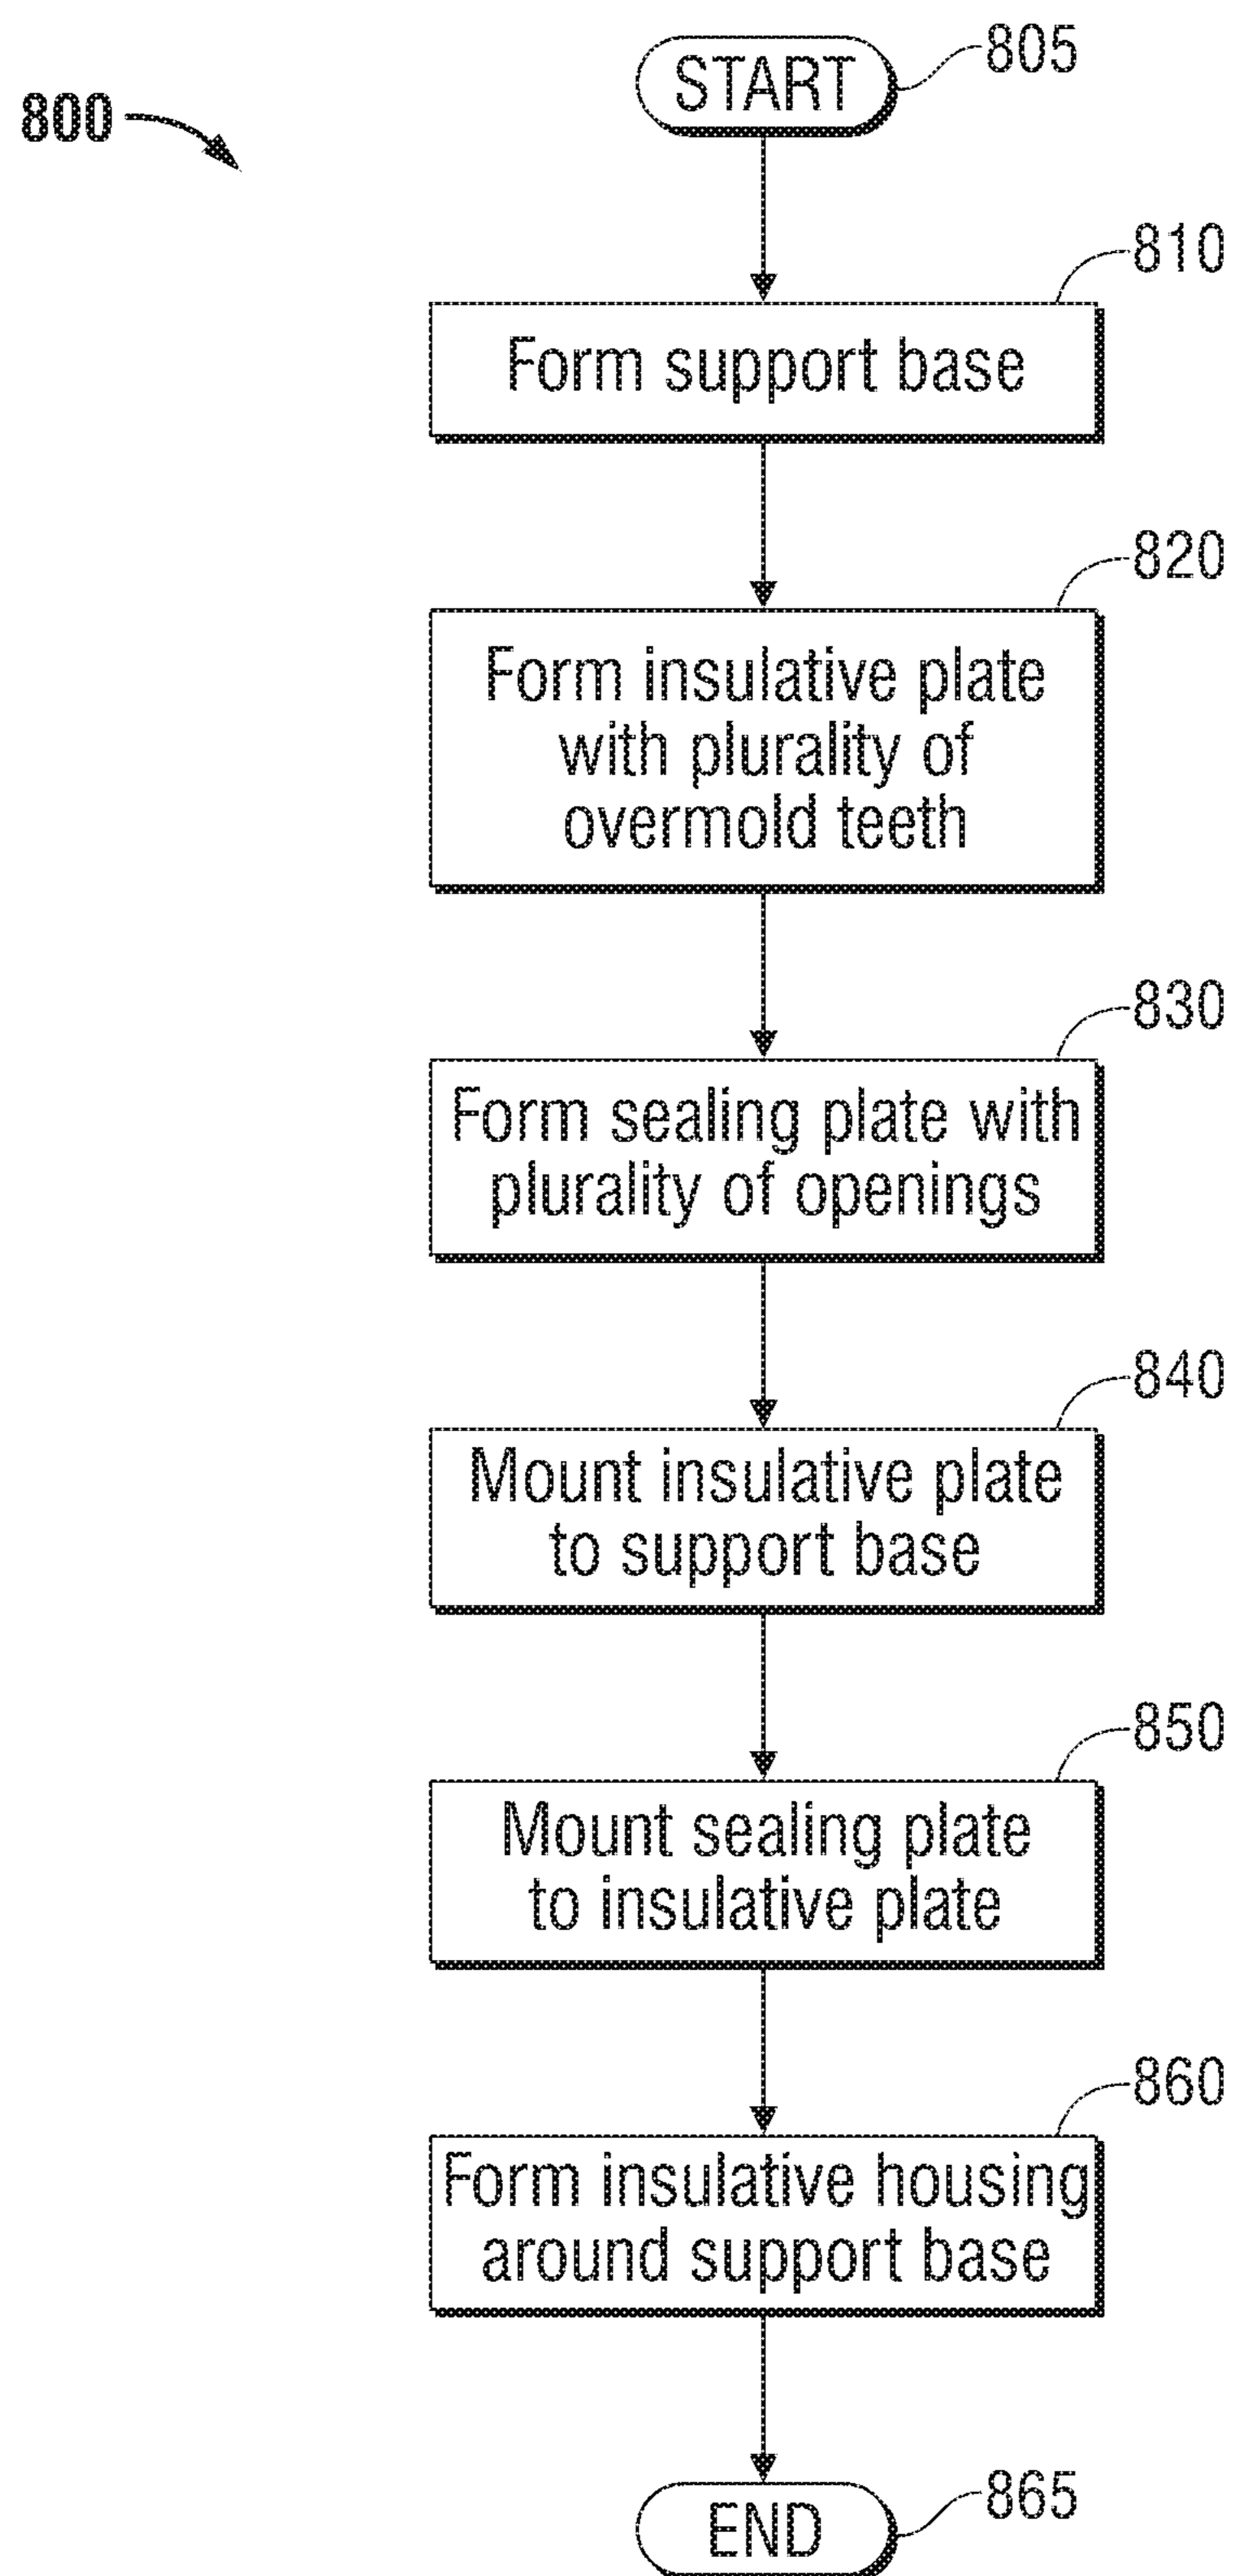 800
START
805
810
Form support base
820
Form insulative plate
with plurality of
overmold teeth
830
Form sealing plate with
plurality of openings
840
Mount insulative plate
to support base
850
Mount sealing plate
to insulative plate
860
Form insulative housing
around support base
END
865